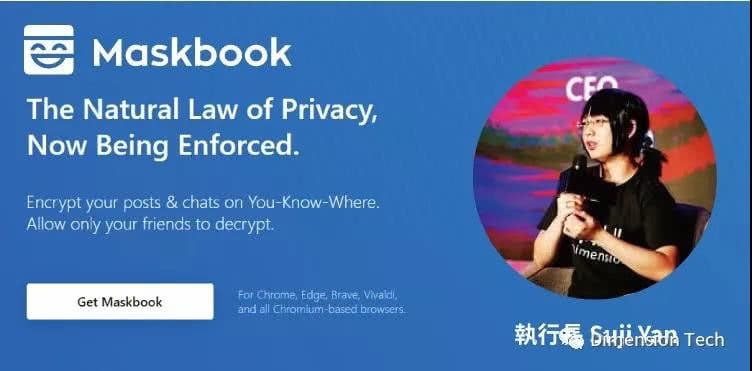 Maskbook
The Natural Law of Privacy,
Now Being Enforced.
Encrypt your posts & chats on You-Know-Where.
Allow only your friends to decrypt.
Get Maskbook
For Chrome, Edge, Brave, Vivaldi,
and all Chromium-based browsers.
CEO
Dimension
執行長 Suji Yan
Dimension Tech